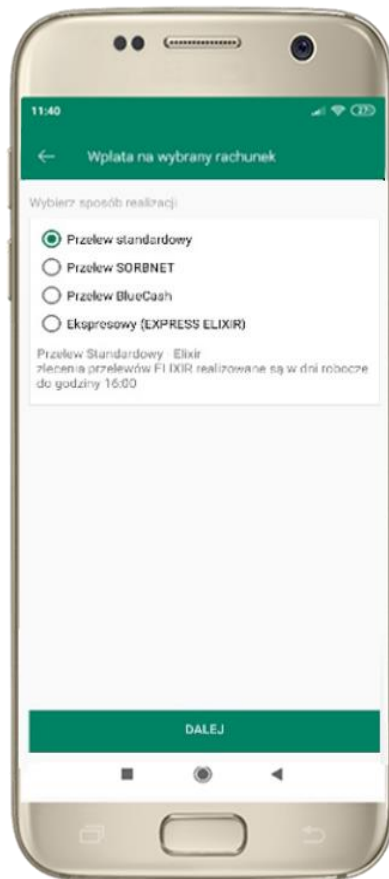 11:40
Wpłata na wybrany rachunek
Wybierz sposób realizacji
Przelew standardowy
Przelew SORBNET
Przelew BlueCash
Ekspresowy (EXPRESS ELIXIR)
Przelew Standardowy - Elixir
zlecenia przelewów ELIXIR realizowane są w dni robocze
do godziny 16:00
DALEJ